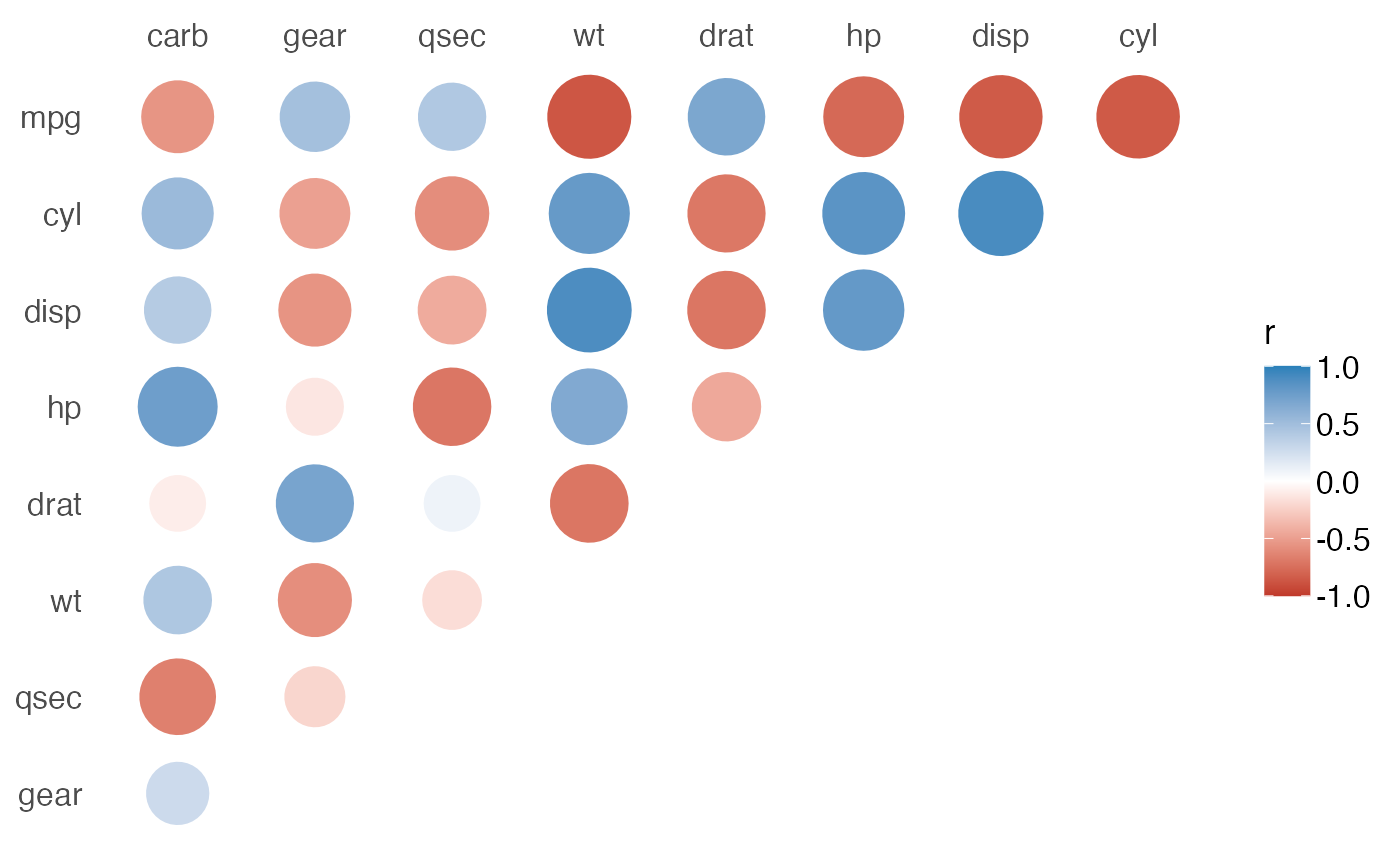 carb gear qsec wt drat hp disp cyl
mpg
cyl
disp
hp
drat
wt
qsec
gear
r
1.0
0.5
0.0
-0.5
-1.0